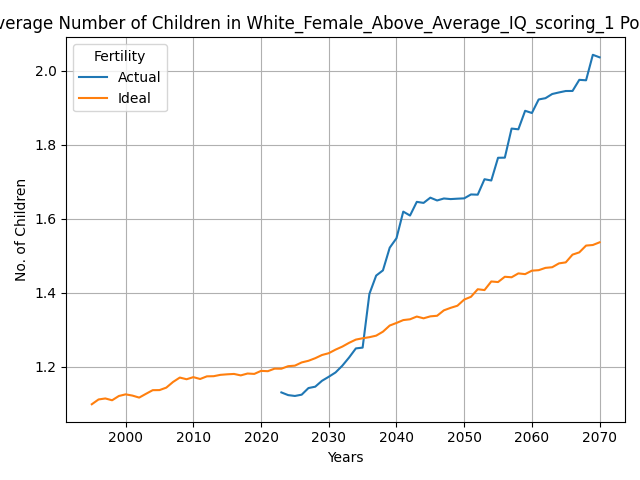 verage Number of Children in White_Female_Above_Average_IQ_scoring_1 Po
Fertility
Actual
Ideal
2.0
1.8
1.6
1.4
1.2
No. of Children
2000 2010 2020 2030 2040 2050 2060 2070
Years